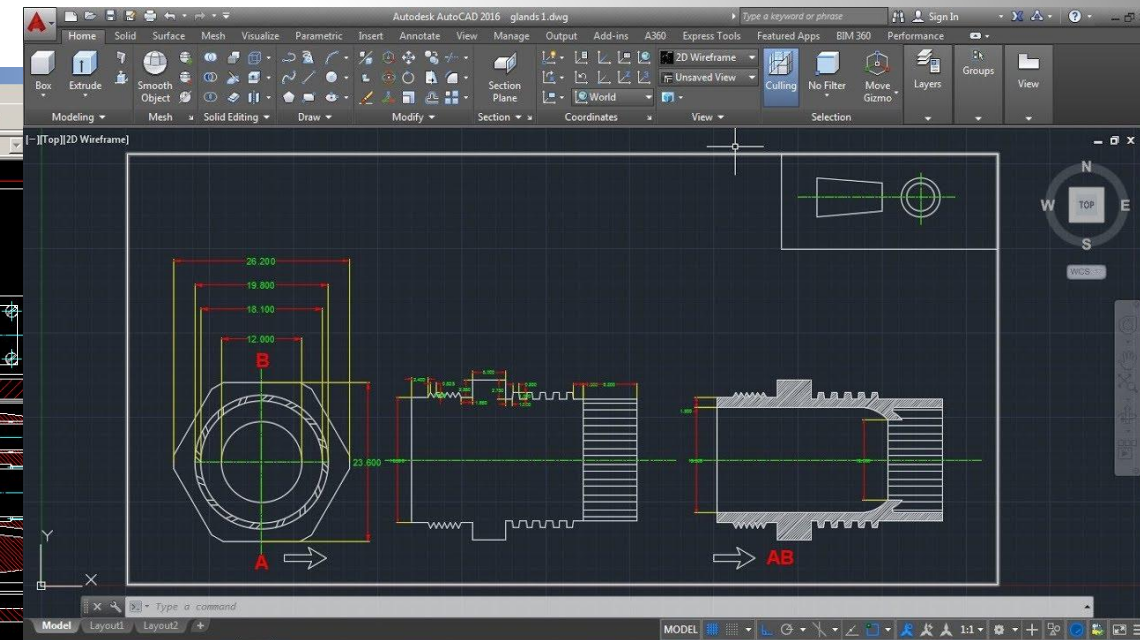 Autodesk AutoCAD 2016 glands 1.dwg
Type a keyword or phrase
Sign In
Home Solid Surface Mesh Visualize Parametric Insert Annotate View Manage Output Add-ins A360 Express Tools Featured Apps BIM 360 Performance
Box
Extrude
Smooth Object
Section Plane
World
2D Wireframe
Unsaved View
Culling
No Filter
Move Gizmo
Layers
Groups
View
Modeling Mesh Solid Editing Draw Modify Section Coordinates View Selection
[−][Top][2D Wireframe]
N
W TOP E
S
WCS
26.200
19.800
18.100
12.000
B
23.600
A
AB
Y
X
Type a command
Model Layout1 Layout2 +
MODEL
1:1